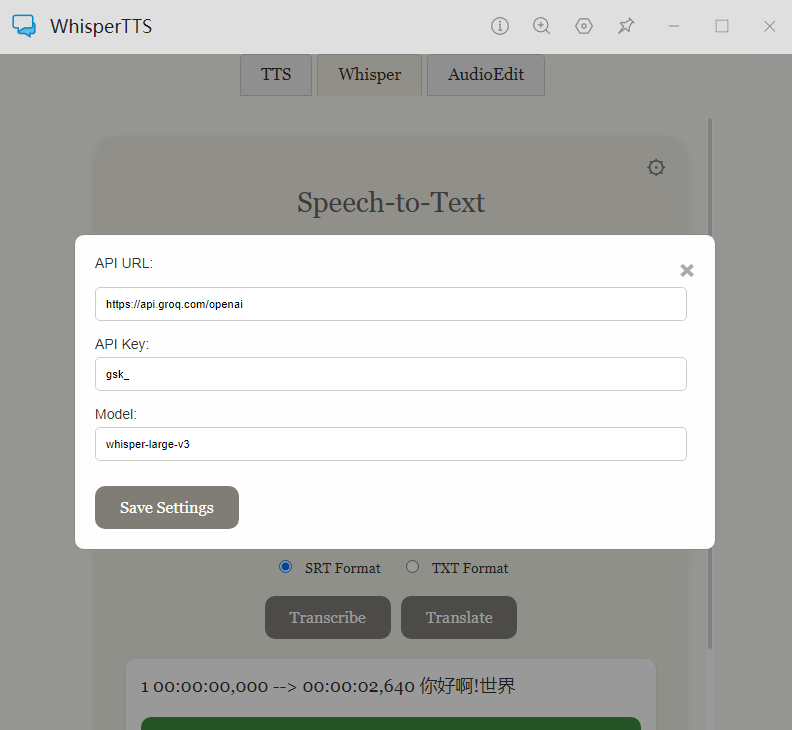 WhisperTTS
TTS
Whisper
AudioEdit
Speech-to-Text
API URL:
https://api.groq.com/openai
API Key:
gsk_
Model:
whisper-large-v3
Save Settings
SRT Format
TXT Format
Transcribe
Translate
1 00:00:00,000 --> 00:00:02,640 你好啊!世界